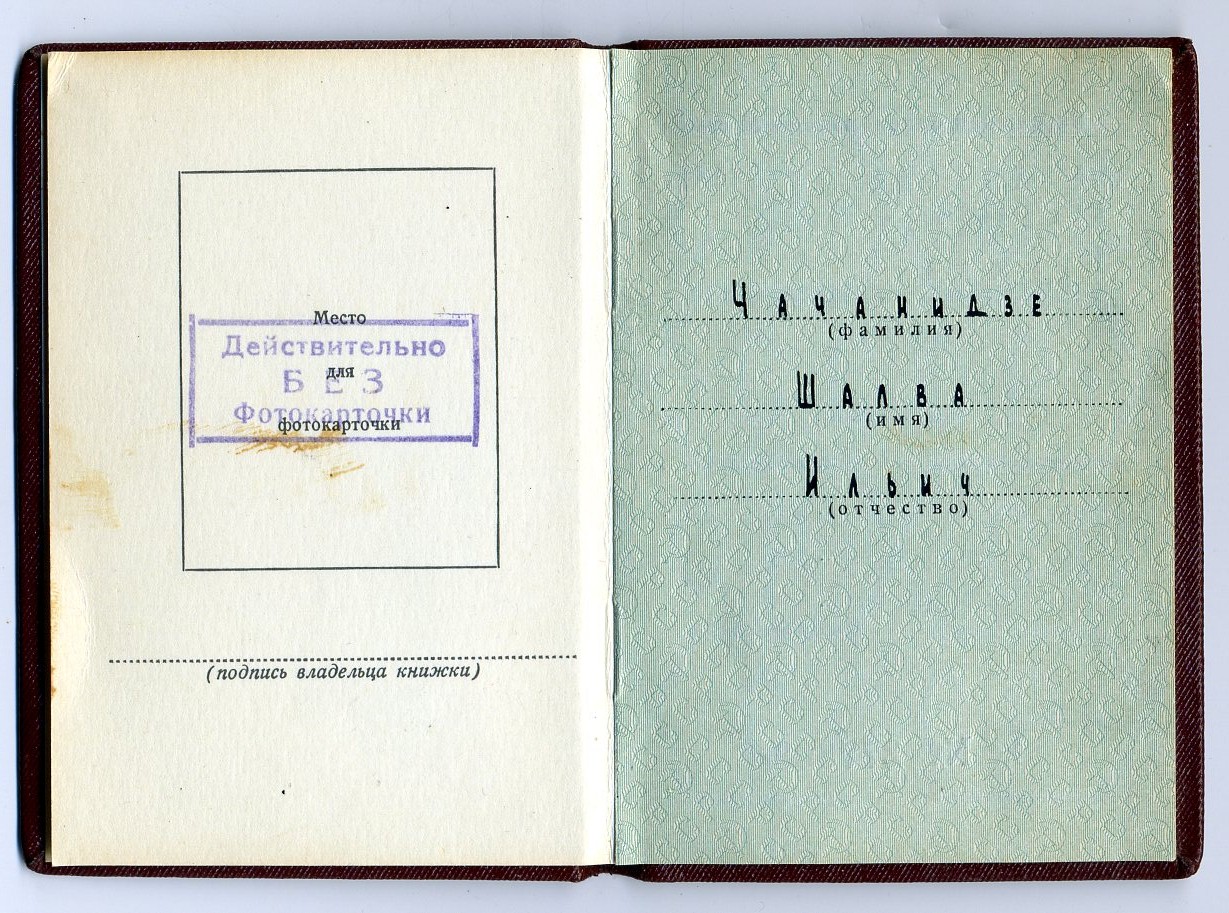 Место
Действительно
для
БЕЗ
Фотокарточки
фотокарточки
(подпись владельца книжки)
Чачанидзе
(фамилия)
Шалва
(имя)
Ильич
(отчество)